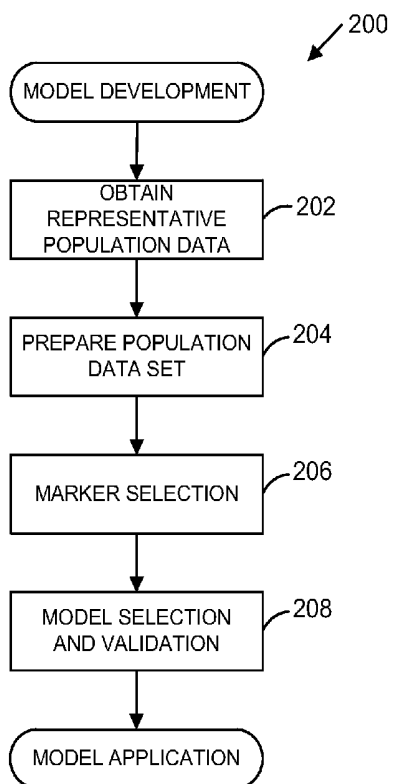 200
MODEL DEVELOPMENT
OBTAIN
REPRESENTATIVE
POPULATION DATA
202
PREPARE POPULATION
DATA SET
204
MARKER SELECTION
206
MODEL SELECTION
AND VALIDATION
208
MODEL APPLICATION